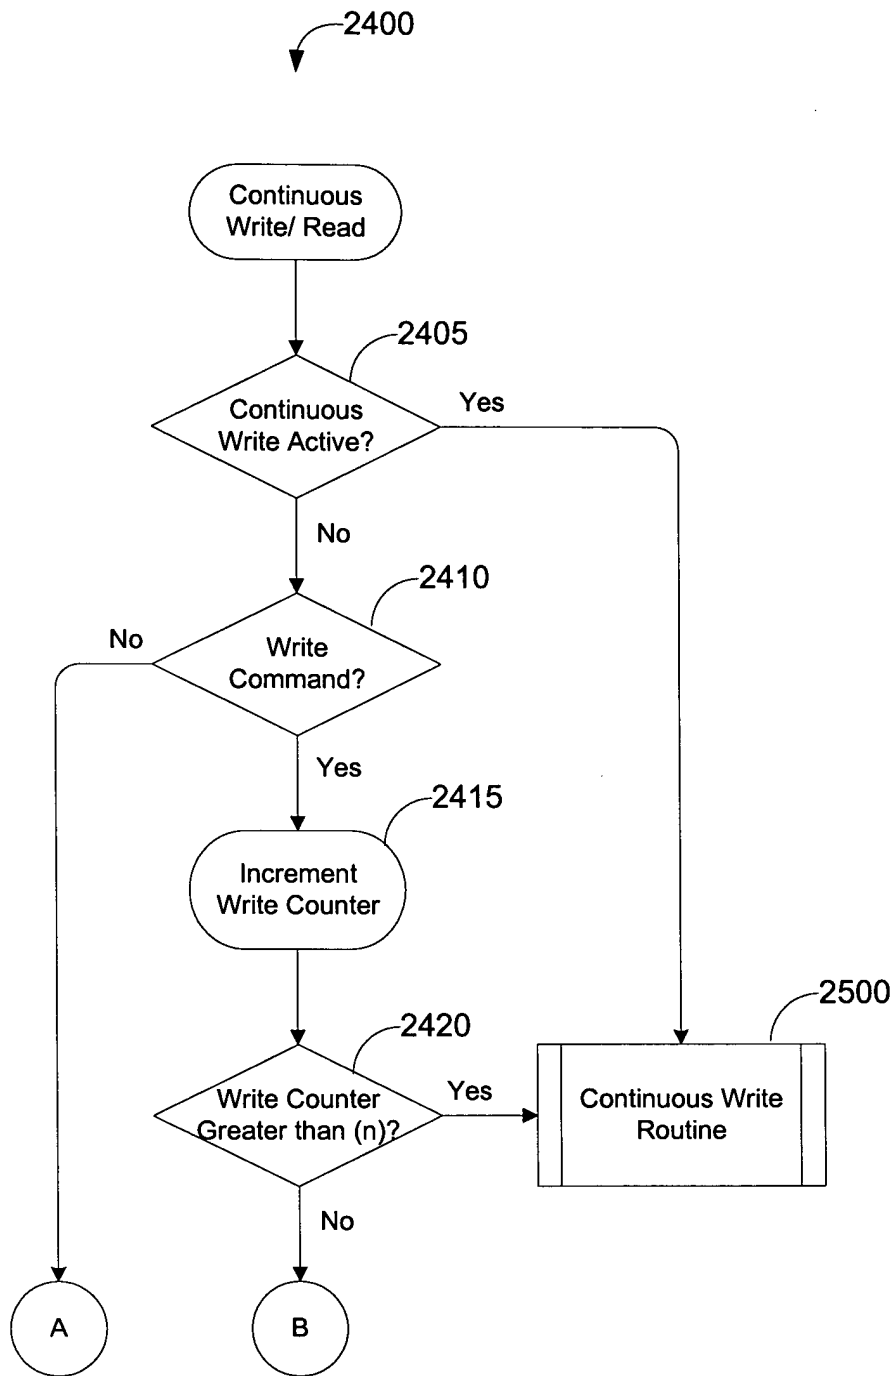 2400
Continuous
Write/ Read
2405
Continuous
Write Active?
Yes
No
2410
No
Write
Command?
Yes
2415
Increment
Write Counter
2420
2500
Write Counter
Greater than (n)?
Yes
Continuous Write
Routine
No
A
B